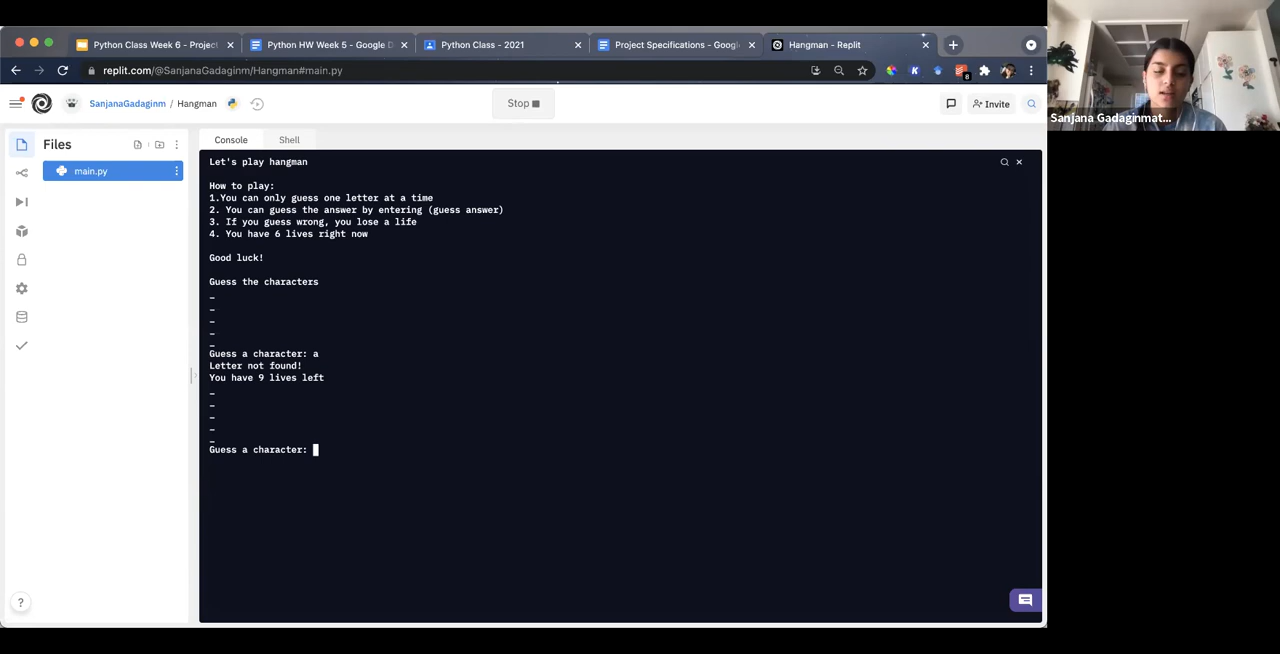 Python Class Week 6 - Project
Python HW Week 5 - Google D
Python Class - 2021
Project Specifications - Google
Hangman - Replit
replit.com/@SanjanaGadaginm/Hangman#main.py
8
SanjanaGadaginm / Hangman
Stop
Invite
Files
main.py
Console
Shell
Let's play hangman
How to play:
1.You can only guess one letter at a time
2. You can guess the answer by entering (guess answer)
3. If you guess wrong, you lose a life
4. You have 6 lives right now
Good luck!
Guess the characters
_
_
_
_
_
Guess a character: a
Letter not found!
You have 9 lives left
_
_
_
_
_
Guess a character:
?
Sanjana Gadaginmat...